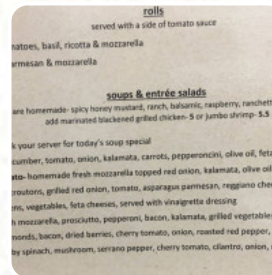 rolls
served with a side of tomato sauce
natoes, basil, ricotta & mozzarella
rmesan & mozzarella
soups & entrée salads
are homemade- spicy honey mustard, ranch, balsamic, raspberry, ranchett
add marinated blackened grilled chicken- 5 or jumbo shrimp- 5.5
k your server for today's soup special
cumber, tomato, onion, kalamata, carrots, pepperoncini, olive oil, feta
to- homemade fresh mozzarella topped red onion, kalamata, olive oil
croutons, grilled red onion, tomato, asparagus parmesan, reggiano chee
ens, vegetables, feta cheeses, served with vinaigrette dressing
h mozzarella, prosciutto, pepperoni, bacon, kalamata, grilled vegetable
monds, bacon, dried berries, cherry tomato, onion, roasted red pepper,
y spinach, mushroom, serrano pepper, cherry tomato, cilantro, onion,